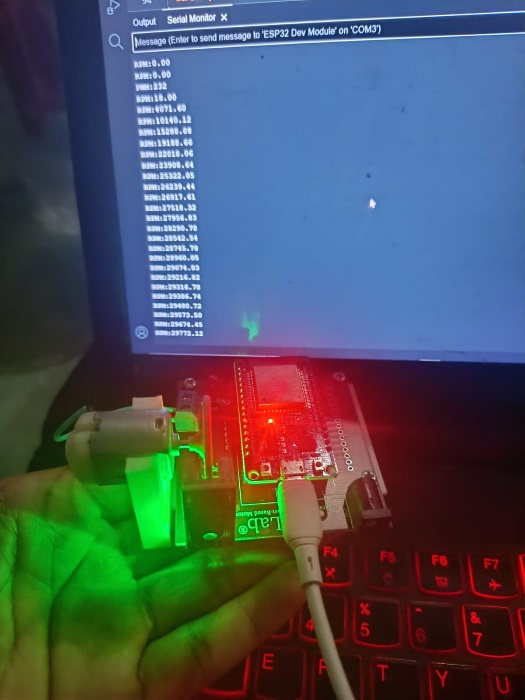 Output Serial Monitor ×
Message (Enter to send message to 'ESP32 Dev Module' on 'COM3')
RPM:0.00
RPM:0.00
PWM:232
RPM:18.00
RPM:4071.60
RPM:10140.12
RPM:15288.08
RPM:19188.66
RPM:22018.06
RPM:23908.64
RPM:25322.05
RPM:26239.44
RPM:26917.61
RPM:27518.32
RPM:27956.83
RPM:28290.78
RPM:28542.54
RPM:28745.78
RPM:28960.05
RPM:29074.03
RPM:29216.82
RPM:29316.78
RPM:29386.74
RPM:29480.72
RPM:29573.50
RPM:29674.45
RPM:29772.12
Lab®
F4
F5
F6
F7
%
5
^
6
&
7
E
T
Y
U